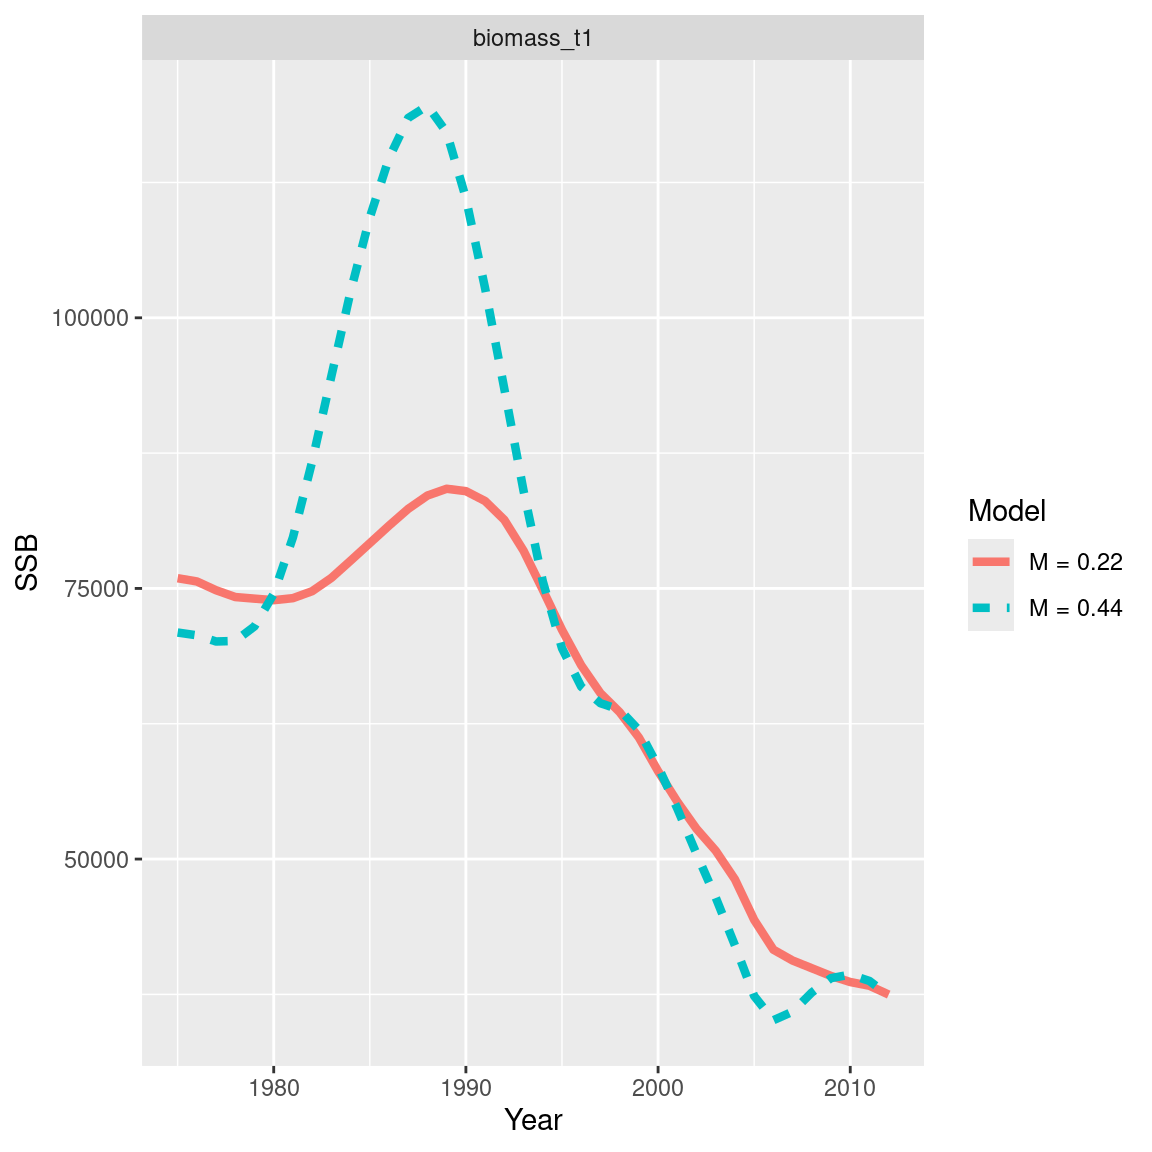 biomass_t1
100000
75000
50000
SSB
1980 1990 2000 2010
Year
Model
M = 0.22
M = 0.44